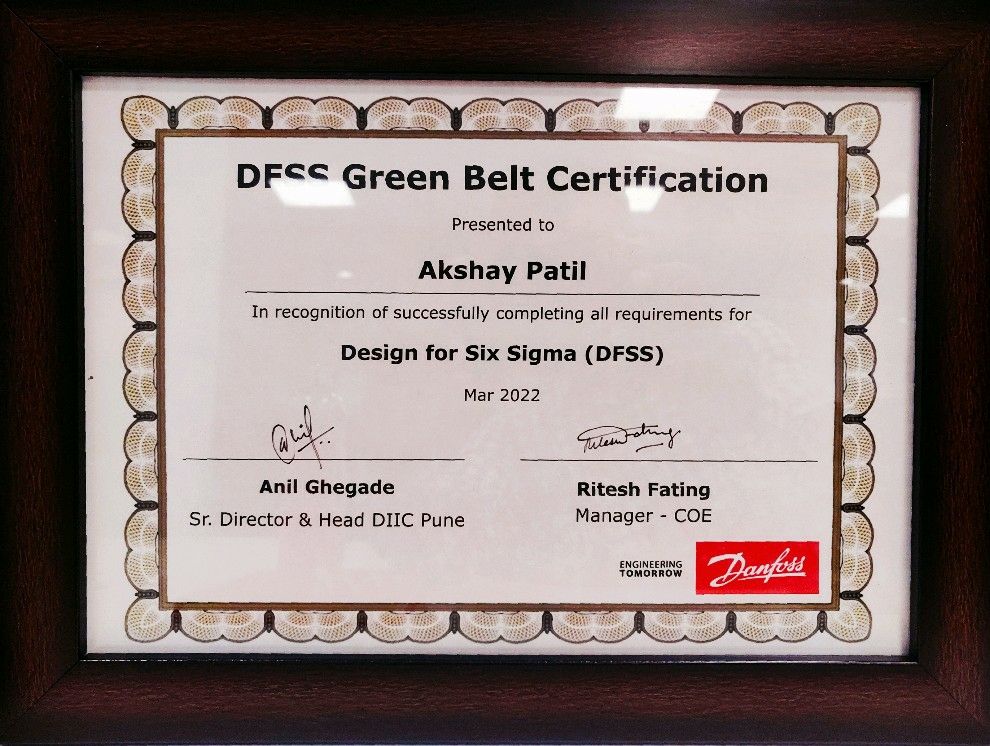 DFSS Green Belt Certification
Presented to
Akshay Patil
In recognition of successfully completing all requirements for
Design for Six Sigma (DFSS)
Mar 2022
Anil Ghegade
Sr. Director & Head DIIC Pune
Ritesh Fating
Manager - COE
ENGINEERING
TOMORROW
Danfoss